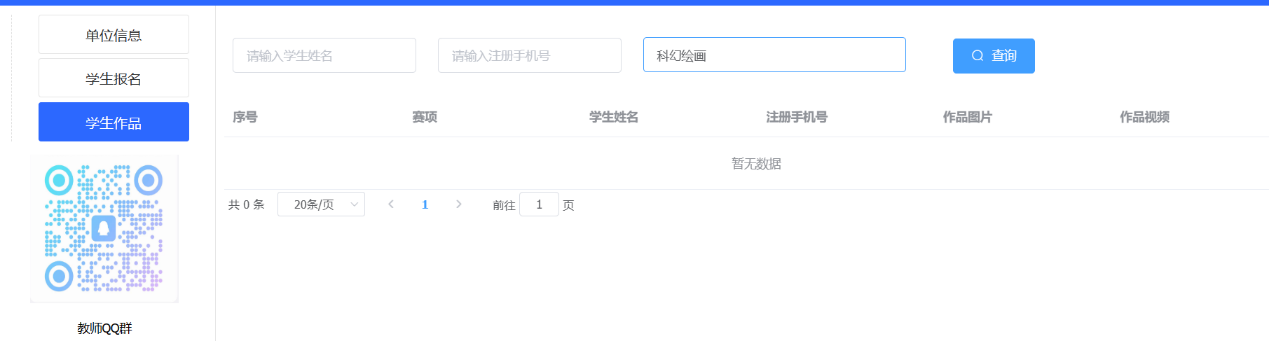 单位信息
学生报名
学生作品
教师QQ群
请输入学生姓名 请输入注册手机号 科幻绘画 查询
序号 赛项 学生姓名 注册手机号 作品图片 作品视频
暂无数据
共 0 条 20条/页 1 前往 1 页